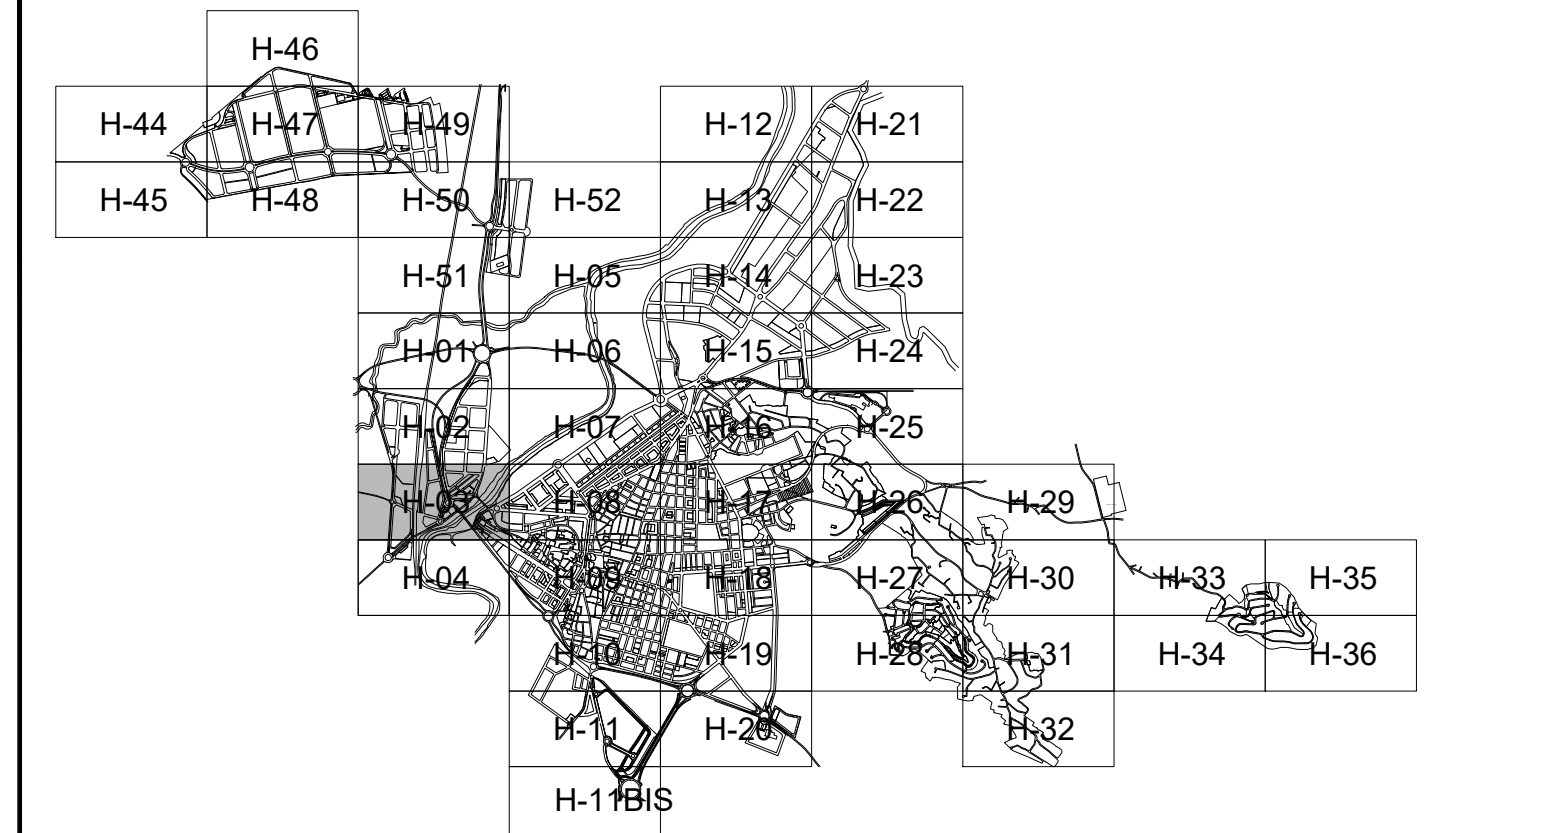 H-46
H-44 H-47 H-49 H-12 H-21
H-45 H-48 H-50 H-52 H-13 H-22
H-51 H-05 H-14 H-23
H-01 H-06 H-15 H-24
H-02 H-07 H-16 H-25
H-03 H-08 H-17 H-26 H-29
H-04 H-09 H-18 H-27 H-30 H-33 H-35
H-10 H-19 H-28 H-31 H-34 H-36
H-11 H-20 H-32
H-11BIS